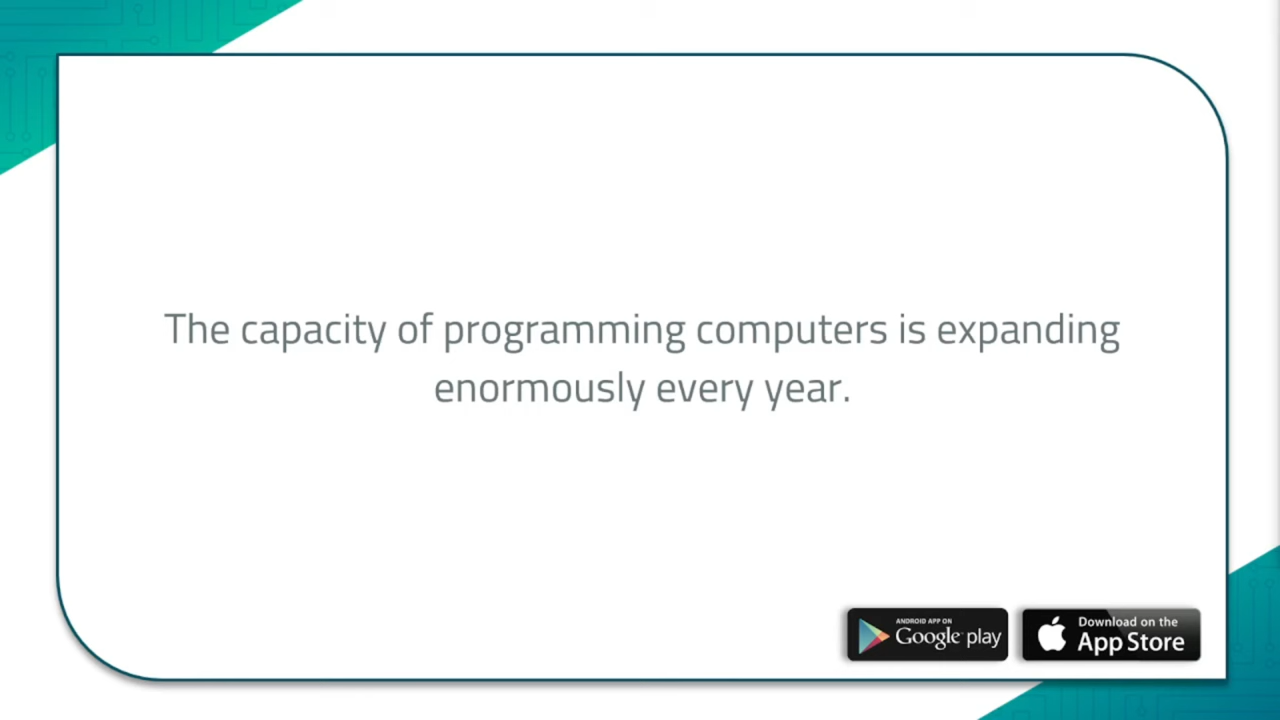 The capacity of programming computers is expanding
enormously every year.
ANDROID APP ON
Google play
Download on the
App Store